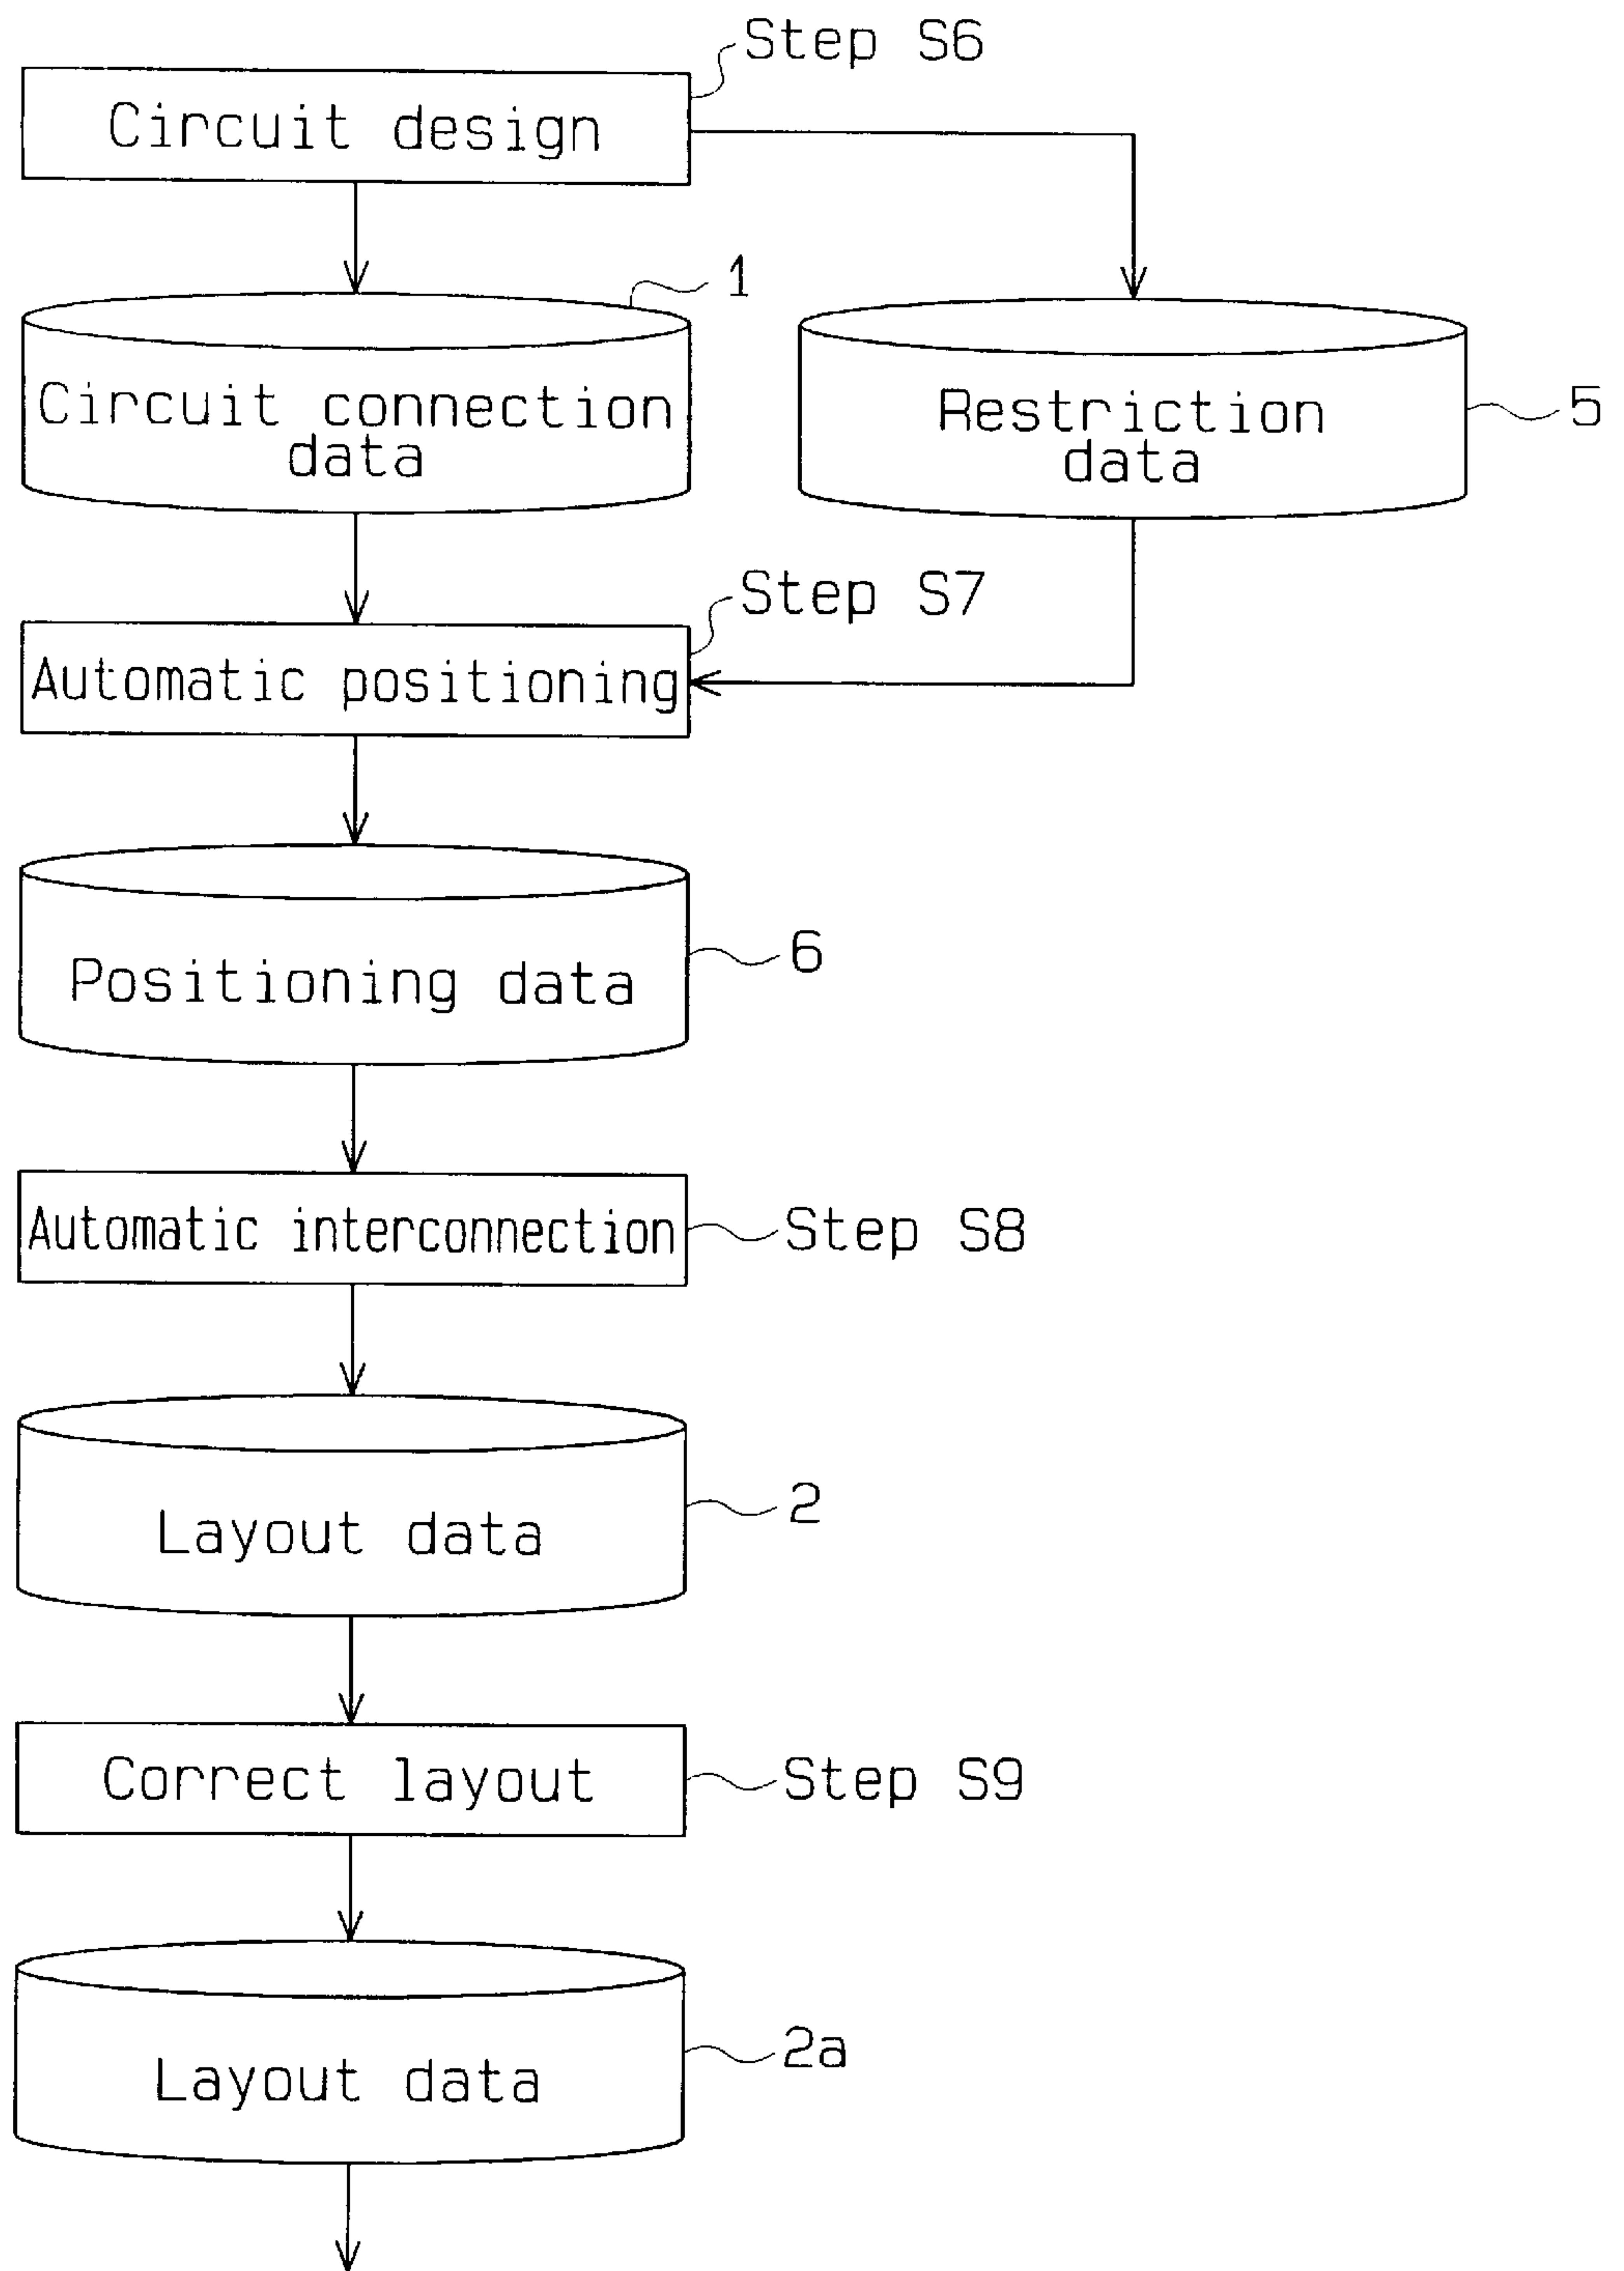 Step S6
Circuit design
1
Circuit connection
data
Restriction
data
5
Step S7
Automatic positioning
6
Positioning data
Automatic interconnection
Step S8
2
Layout data
Correct layout
Step S9
2a
Layout data